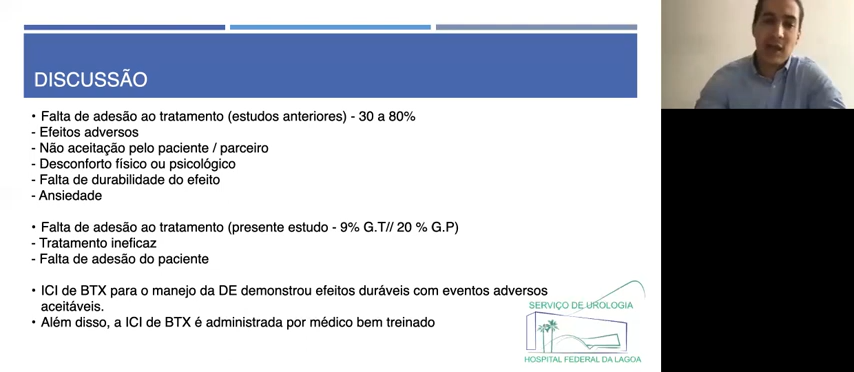 DISCUSSÃO
• Falta de adesão ao tratamento (estudos anteriores) - 30 a 80%
- Efeitos adversos
- Não aceitação pelo paciente / parceiro
- Desconforto físico ou psicológico
- Falta de durabilidade do efeito
- Ansiedade
• Falta de adesão ao tratamento (presente estudo - 9% G.T// 20 % G.P)
- Tratamento ineficaz
- Falta de adesão do paciente
• ICI de BTX para o manejo da DE demonstrou efeitos duráveis com eventos adversos
aceitáveis.
• Além disso, a ICI de BTX é administrada por médico bem treinado
SERVIÇO DE UROLOGIA
HOSPITAL FEDERAL DA LAGOA